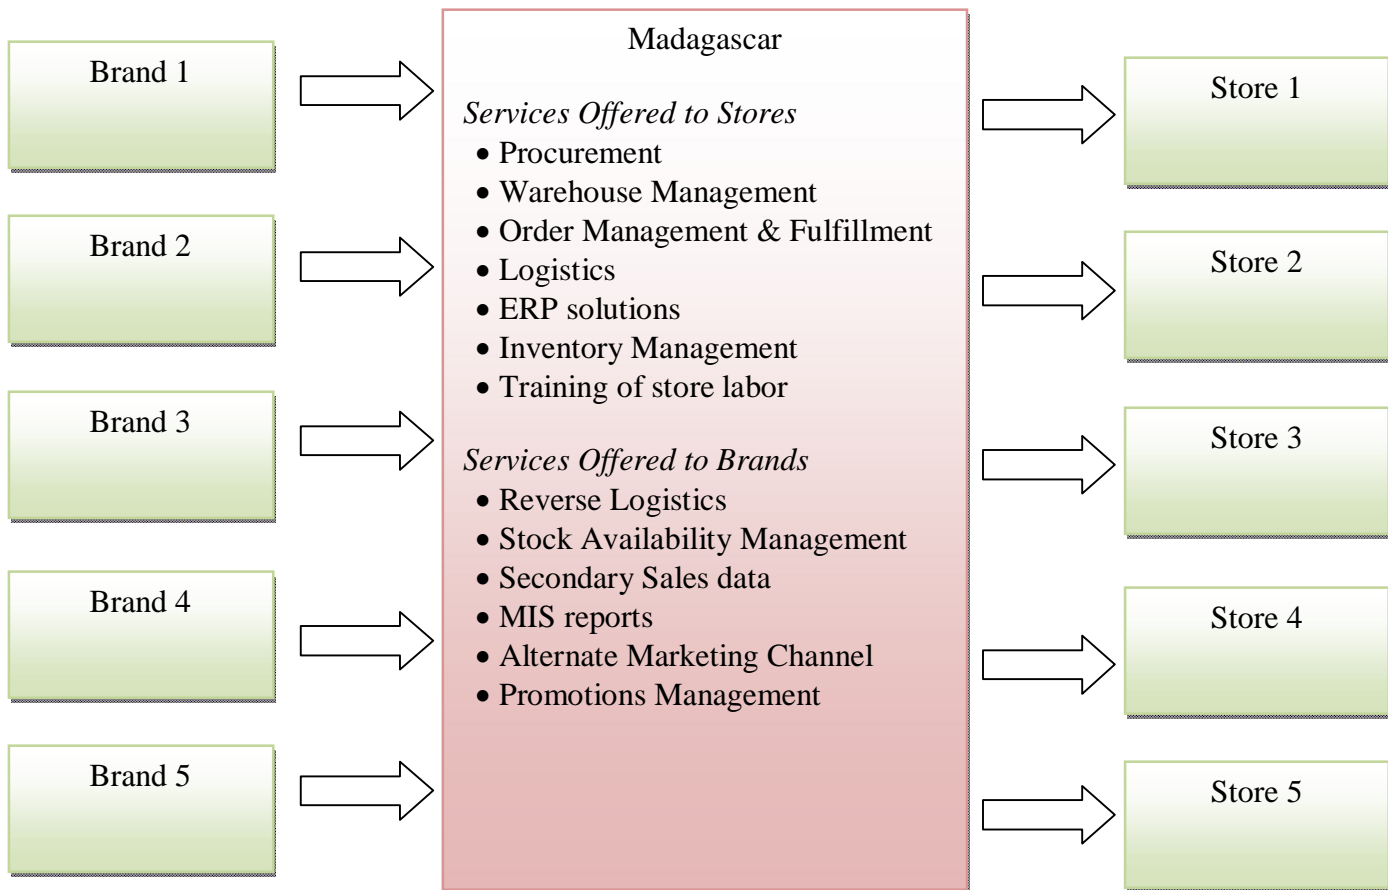 Brand 1
Brand 2
Brand 3
Brand 4
Brand 5
Madagascar
Services Offered to Stores
• Procurement
• Warehouse Management
• Order Management & Fulfillment
• Logistics
• ERP solutions
• Inventory Management
• Training of store labor
Services Offered to Brands
• Reverse Logistics
• Stock Availability Management
• Secondary Sales data
• MIS reports
• Alternate Marketing Channel
• Promotions Management
Store 1
Store 2
Store 3
Store 4
Store 5